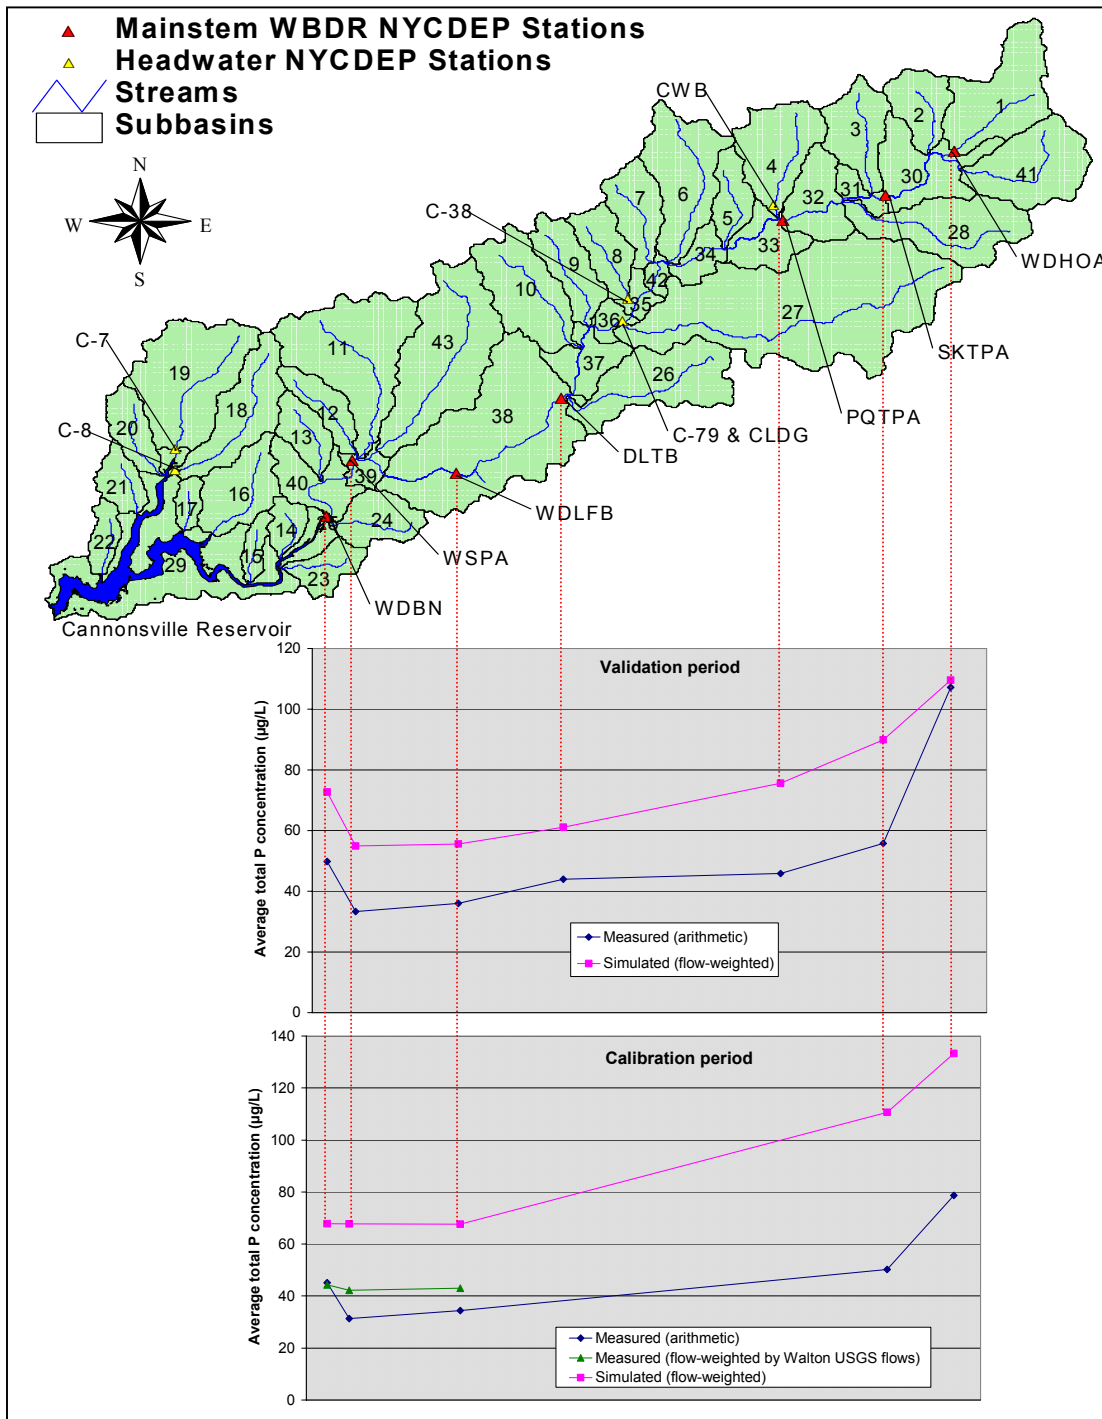 Mainstem WBDR NYCDEP Stations
Headwater NYCDEP Stations
Streams
Subbasins
N
W
E
S
CWB
C-38
C-7
C-8
WDHOA
SKTPA
PQTPA
C-79 & CLDG
DLTB
WDLFB
WSPA
WDBN
1
2
3
4
5
6
7
8
9
10
11
12
13
14
15
16
17
18
19
20
21
22
23
24
26
27
28
29
30
31
32
33
34
35
36
37
38
39
40
41
42
43
Cannonsville Reservoir
Validation period
Average total P concentration (µg/L)
120
100
80
60
40
20
0
Measured (arithmetic)
Simulated (flow-weighted)
Calibration period
Average total P concentration (µg/L)
140
120
100
80
60
40
20
0
Measured (arithmetic)
Measured (flow-weighted by Walton USGS flows)
Simulated (flow-weighted)